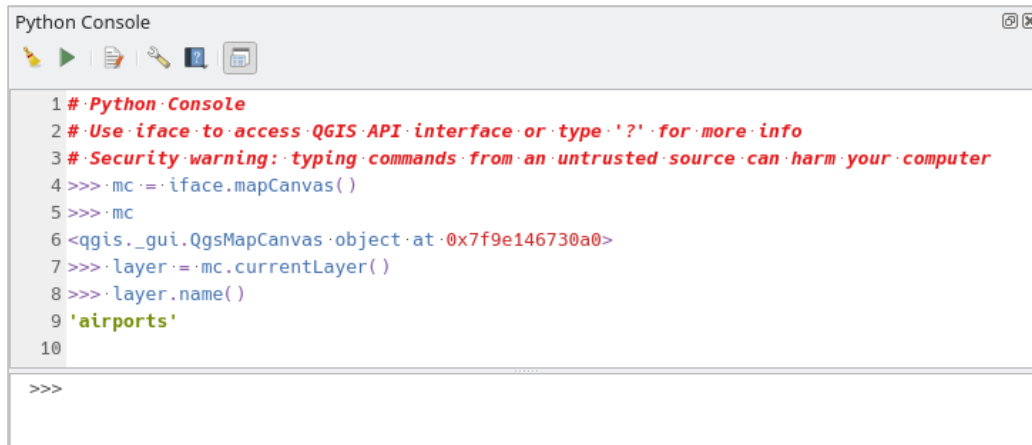 Python Console
1 # Python Console
2 # Use iface to access QGIS API interface or type '?' for more info
3 # Security warning: typing commands from an untrusted source can harm your computer
4 >>> mc = iface.mapCanvas()
5 >>> mc
6 <qgis._gui.QgsMapCanvas object at 0x7f9e146730a0>
7 >>> layer = mc.currentLayer()
8 >>> layer.name()
9 'airports'
10
>>>